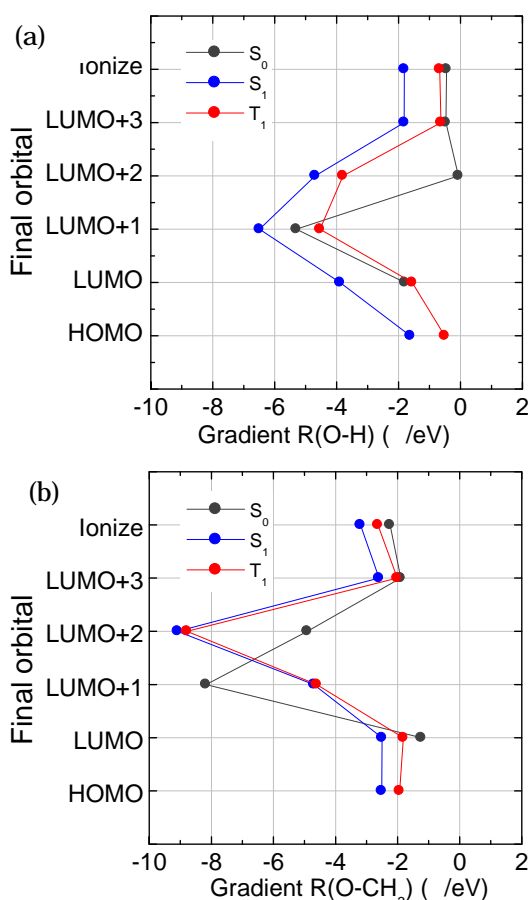 (a)
S0
S1
T1
Ionize
LUMO+3
LUMO+2
LUMO+1
LUMO
HOMO
Final orbital
-10 -8 -6 -4 -2 0 2
Gradient R(O-H) ( /eV)
(b)
S0
S1
T1
Ionize
LUMO+3
LUMO+2
LUMO+1
LUMO
HOMO
Final orbital
-10 -8 -6 -4 -2 0 2
Gradient R(O-CH3) ( /eV)